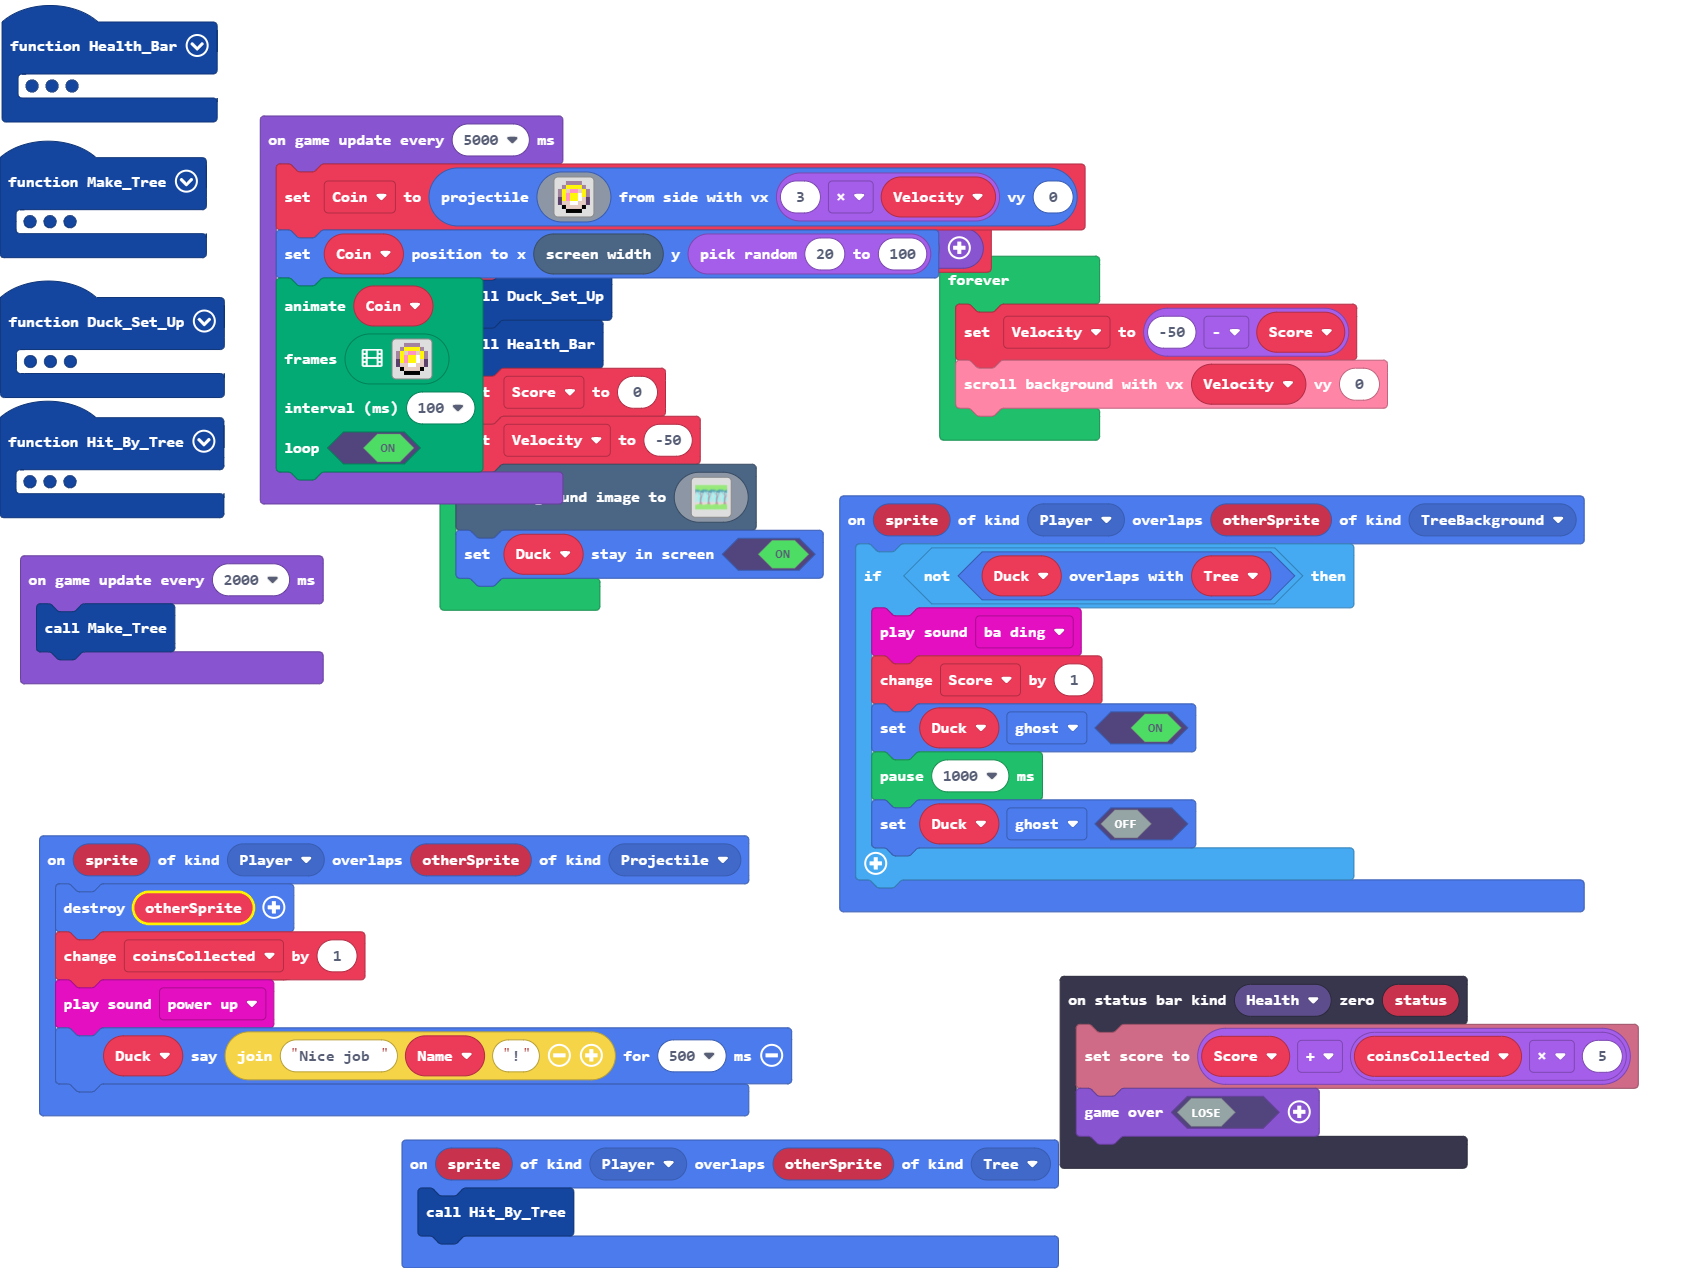 function Health_Bar
function Make_Tree
function Duck_Set_Up
function Hit_By_Tree
on game update every 5000 ms
set Coin to projectile from side with vx 3 × Velocity vy 0
set Coin position to x screen width y pick random 20 to 100
animate Coin
frames
interval (ms) 100
loop ON
ll Duck_Set_Up
ll Health_Bar
t Score to 0
t Velocity to -50
und image to
set Duck stay in screen ON
forever
set Velocity to -50 - Score
scroll background with vx Velocity vy 0
on game update every 2000 ms
call Make_Tree
on sprite of kind Player overlaps otherSprite of kind TreeBackground
if not Duck overlaps with Tree then
play sound ba ding
change Score by 1
set Duck ghost ON
pause 1000 ms
set Duck ghost OFF
on sprite of kind Player overlaps otherSprite of kind Projectile
destroy otherSprite
change coinsCollected by 1
play sound power up
Duck say join "Nice job " Name "!" for 500 ms
on status bar kind Health zero status
set score to Score + coinsCollected × 5
game over LOSE
on sprite of kind Player overlaps otherSprite of kind Tree
call Hit_By_Tree